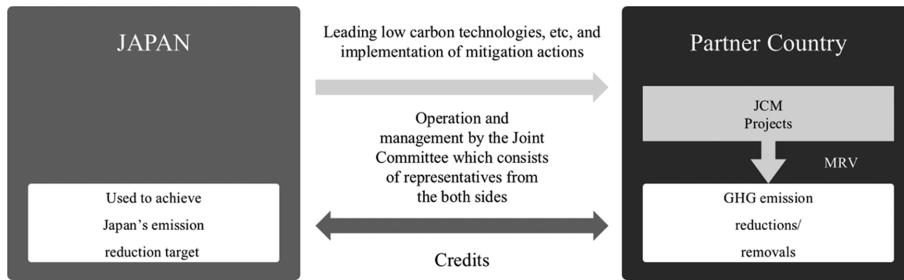 JAPAN
Used to achieve
Japan's emission
reduction target
Leading low carbon technologies, etc, and
implementation of mitigation actions
Operation and
management by the Joint
Committee which consists
of representatives from
the both sides
Credits
Partner Country
JCM
Projects
MRV
GHG emission
reductions/
removals